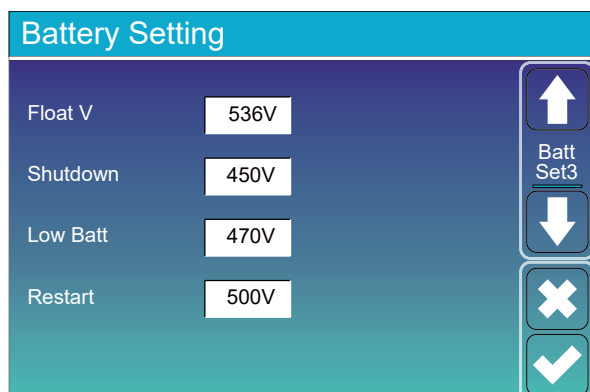 Battery Setting
Float V 536V
Shutdown 450V
Low Batt 470V
Restart 500V
Batt
Set3